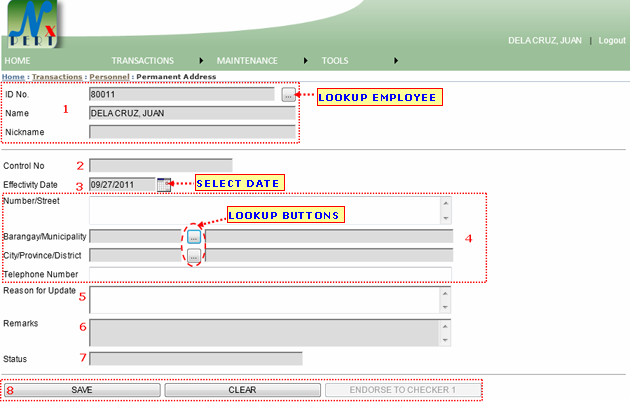 Nx
PERT
DELA CRUZ, JUAN | Logout
HOME TRANSACTIONS MAINTENANCE TOOLS
Home : Transactions : Personnel : Permanent Address
ID No. 80011 ... LOOKUP EMPLOYEE
1 Name DELA CRUZ, JUAN
Nickname
Control No 2
Effectivity Date 3 09/27/2011 SELECT DATE
Number/Street
LOOKUP BUTTONS
Barangay/Municipality ... 4
City/Province/District ...
Telephone Number
Reason for Update 5
Remarks 6
Status 7
8 SAVE CLEAR ENDORSE TO CHECKER 1